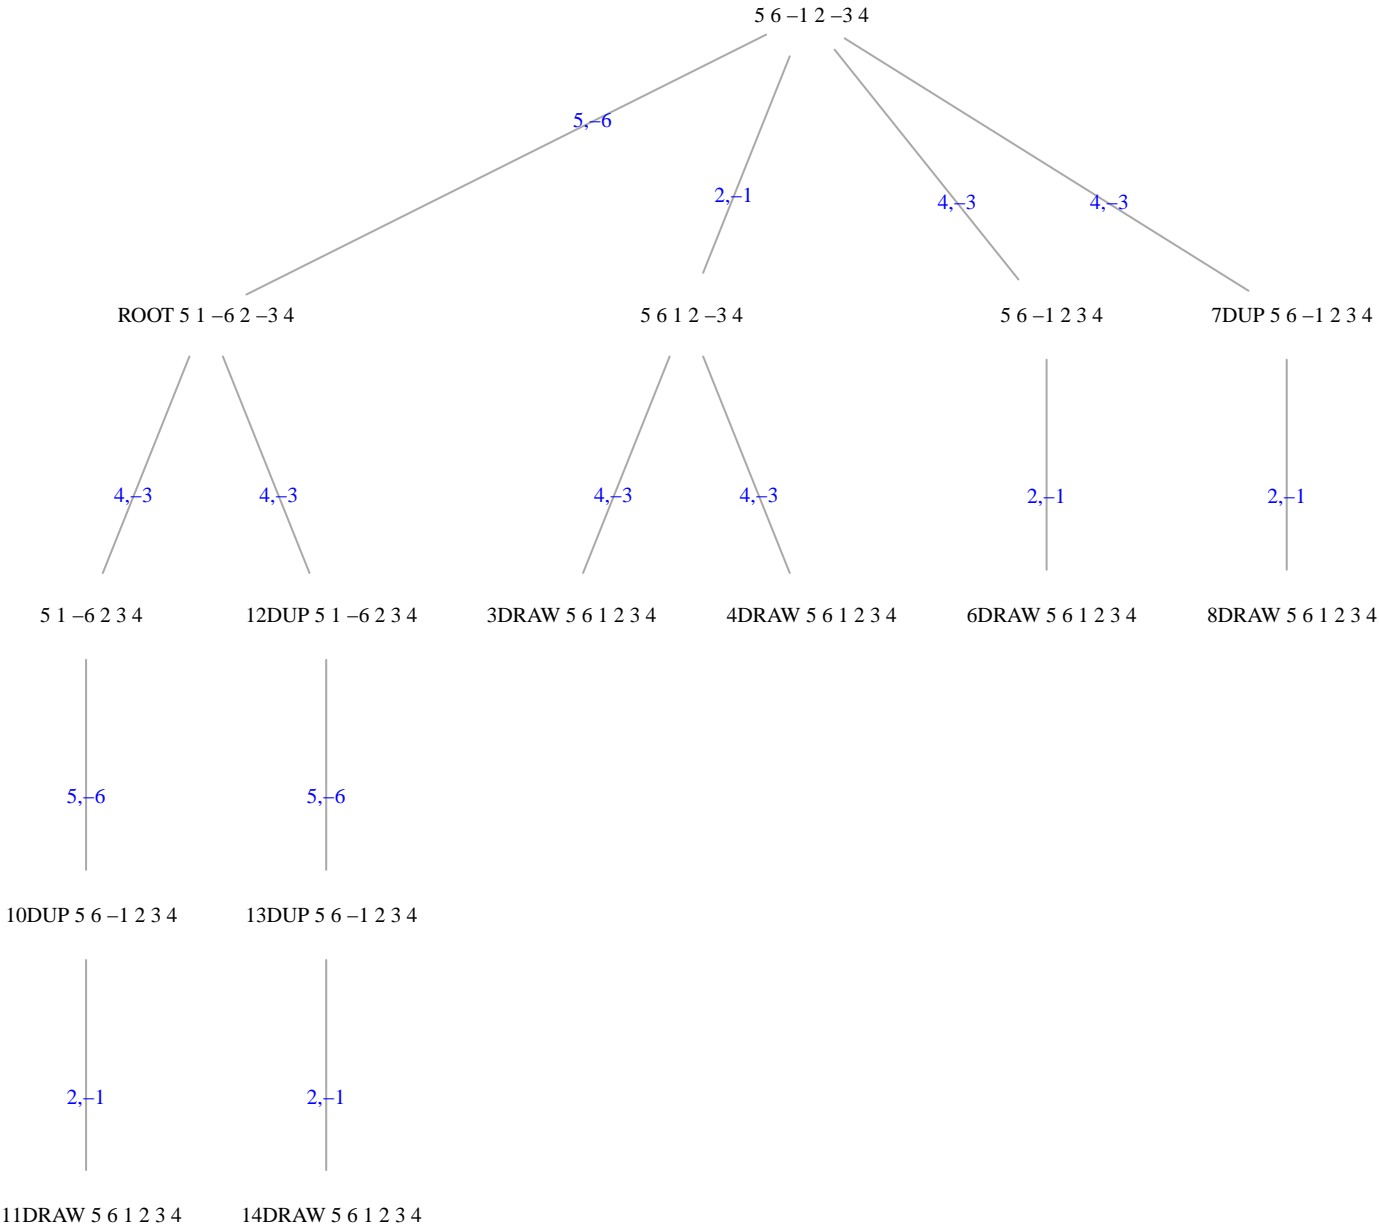 5 6 –1 2 –3 4
5,–6
2,–1
4,–3
4,–3
ROOT 5 1 –6 2 –3 4
5 6 1 2 –3 4
5 6 –1 2 3 4
7DUP 5 6 –1 2 3 4
4,–3
4,–3
4,–3
4,–3
2,–1
2,–1
5 1 –6 2 3 4
12DUP 5 1 –6 2 3 4
3DRAW 5 6 1 2 3 4
4DRAW 5 6 1 2 3 4
6DRAW 5 6 1 2 3 4
8DRAW 5 6 1 2 3 4
5,–6
5,–6
10DUP 5 6 –1 2 3 4
13DUP 5 6 –1 2 3 4
2,–1
2,–1
11DRAW 5 6 1 2 3 4
14DRAW 5 6 1 2 3 4